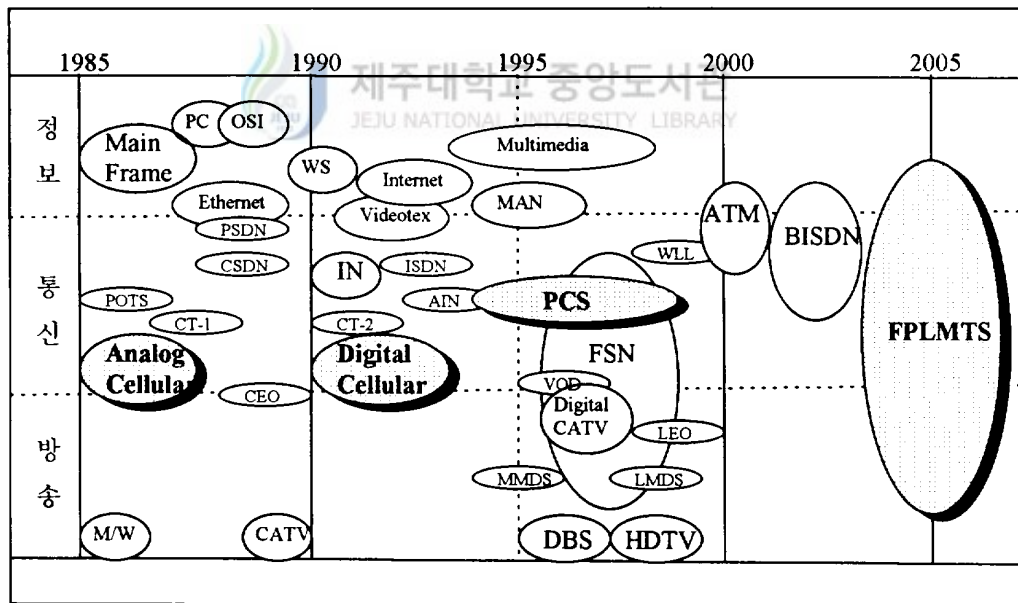 1985 1990 1995 2000 2005
제주대학교 중앙도서관
JEJU NATIONAL UNIVERSITY LIBRARY
정
보
통
신
방
송
PC
OSI
Main
Frame
WS
Multimedia
Internet
Ethernet
Videotex
MAN
ATM
PSDN
BISDN
WLL
CSDN
IN
ISDN
POTS
AIN
PCS
CT-1
CT-2
FPLMTS
Analog
Cellular
Digital
Cellular
FSN
VOD
CEO
Digital
CATV
LEO
MMDS
LMDS
M/W
CATV
DBS
HDTV